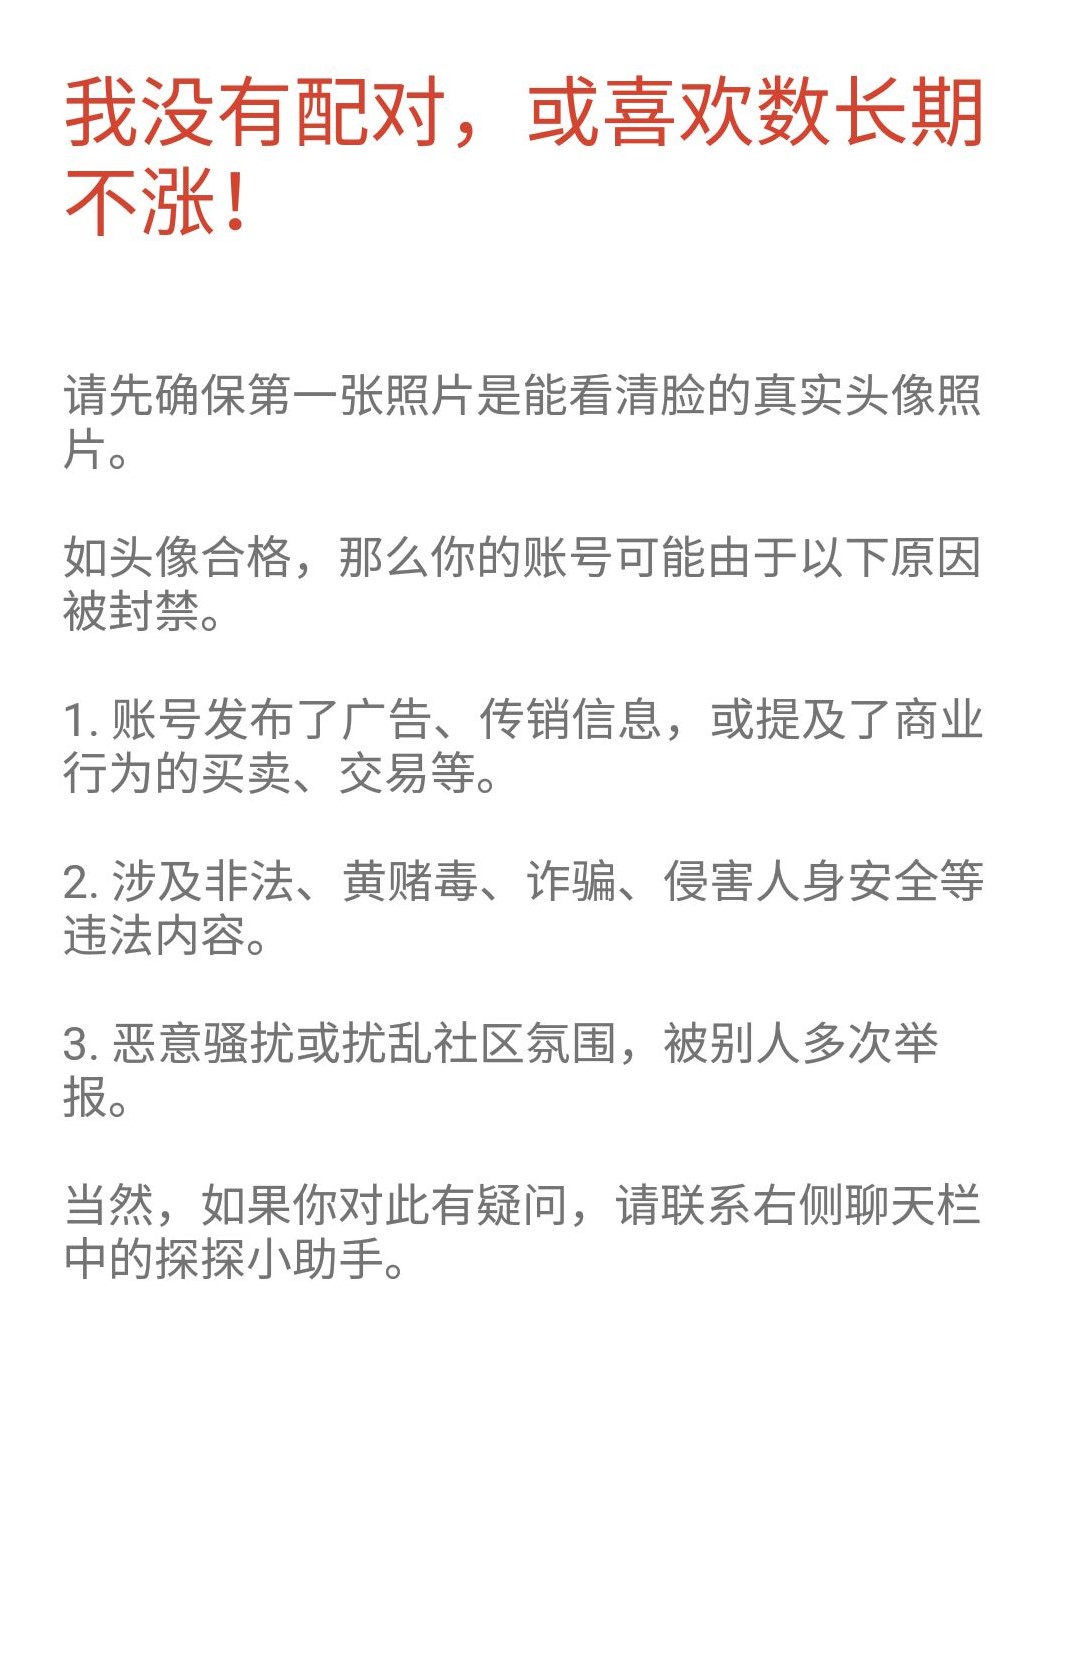 我没有配对，或喜欢数长期
不涨！
请先确保第一张照片是能看清脸的真实头像照
片。
如头像合格，那么你的账号可能由于以下原因
被封禁。
1. 账号发布了广告、传销信息，或提及了商业
行为的买卖、交易等。
2. 涉及非法、黄赌毒、诈骗、侵害人身安全等
违法内容。
3. 恶意骚扰或扰乱社区氛围，被别人多次举
报。
当然，如果你对此有疑问，请联系右侧聊天栏
中的探探小助手。